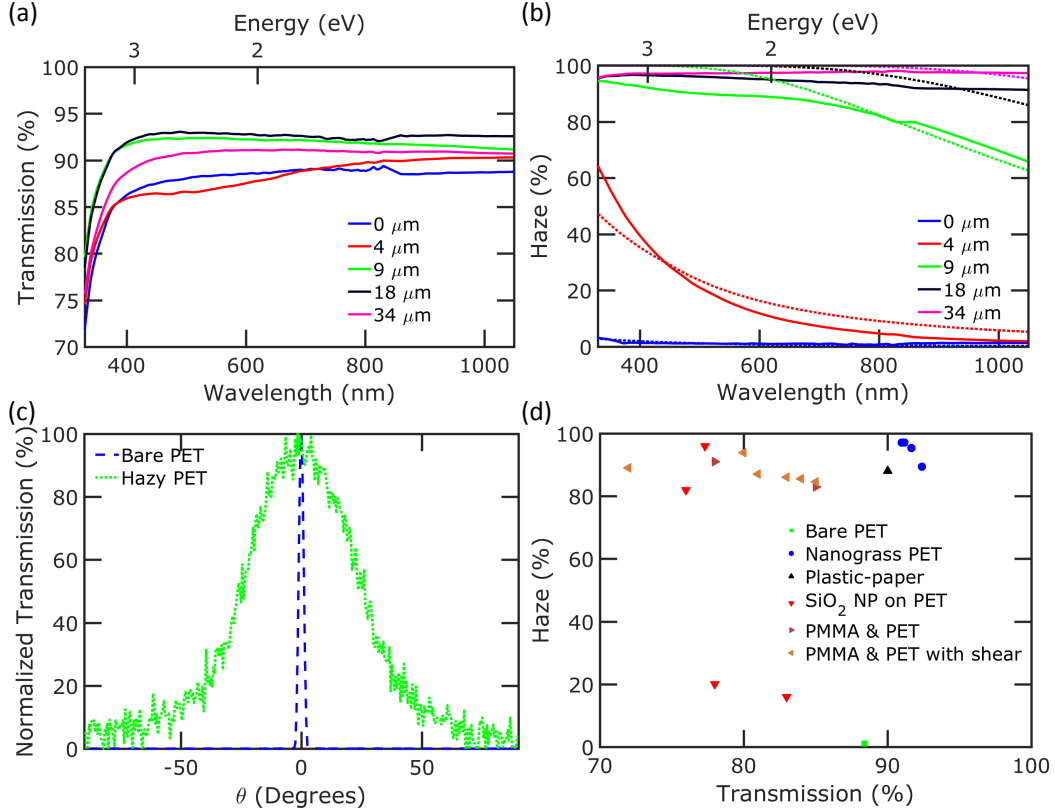 (a)
Energy (eV)
3 2
100
95
90
85
80
75
70
Transmission (%)
0 μm
4 μm
9 μm
18 μm
34 μm
400 600 800 1000
Wavelength (nm)
(b)
Energy (eV)
3 2
100
80
60
40
20
0
Haze (%)
0 μm
4 μm
9 μm
18 μm
34 μm
400 600 800 1000
Wavelength (nm)
(c)
100
80
60
40
20
0
Normalized Transmission (%)
Bare PET
Hazy PET
-50 0 50
θ (Degrees)
(d)
100
80
60
40
20
0
Haze (%)
Bare PET
Nanograss PET
Plastic-paper
SiO2 NP on PET
PMMA & PET
PMMA & PET with shear
70 80 90 100
Transmission (%)